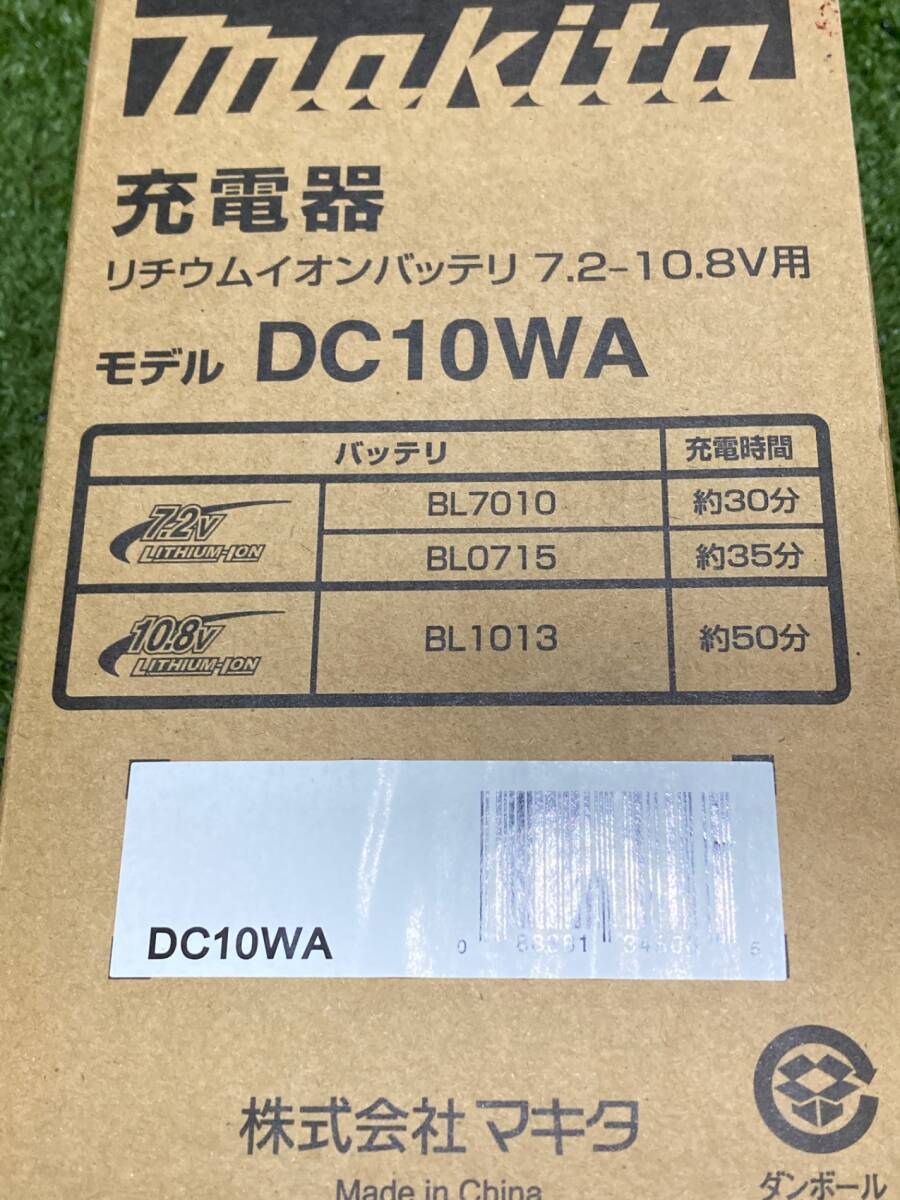 makita
充電器
リチウムイオンバッテリ 7.2-10.8V用
モデル DC10WA
バッテリ 充電時間
7.2V LITHIUM-ION
BL7010 約30分
BL0715 約35分
10.8V LITHIUM-ION
BL1013 約50分
DC10WA
株式会社マキタ
Made in China
ダンボール